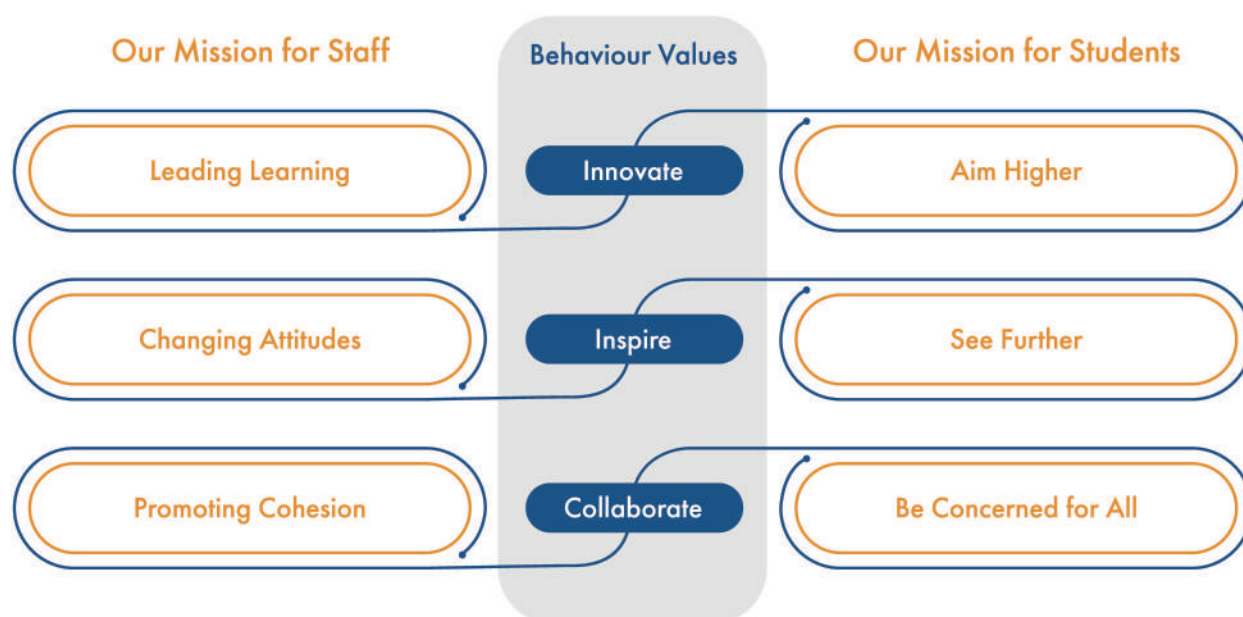 Our Mission for Staff
Behaviour Values
Our Mission for Students
Leading Learning
Innovate
Aim Higher
Changing Attitudes
Inspire
See Further
Promoting Cohesion
Collaborate
Be Concerned for All